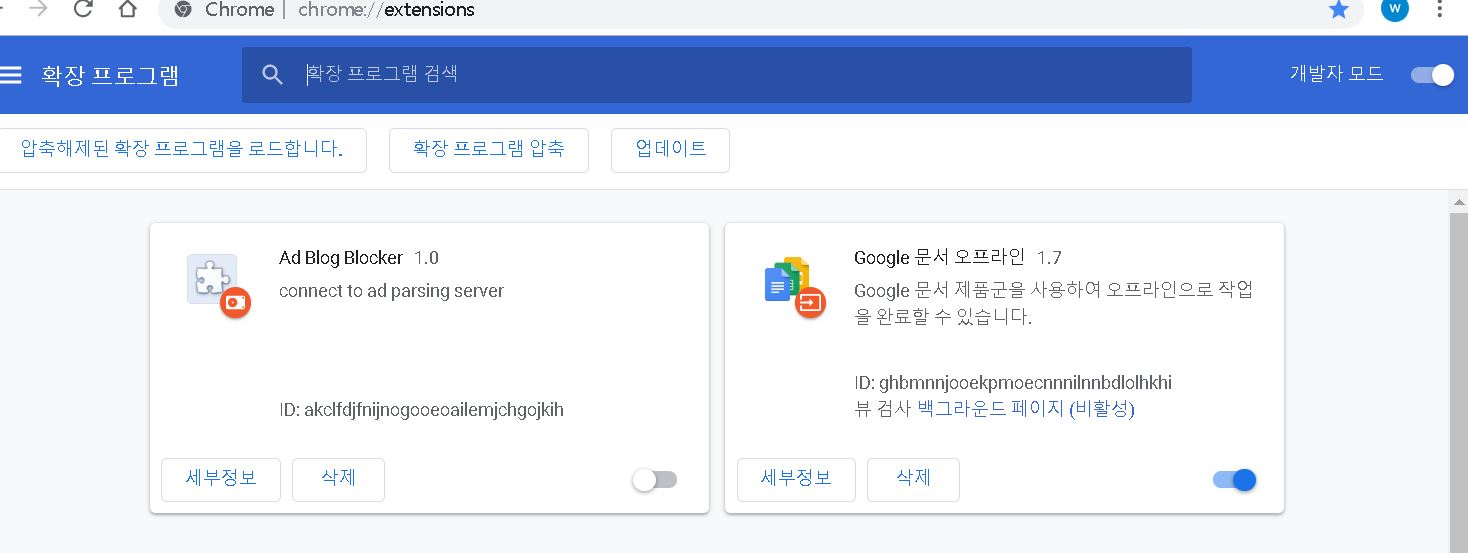 Chrome | chrome://extensions
W
확장 프로그램
확장 프로그램 검색
개발자 모드
압축해제된 확장 프로그램을 로드합니다.
확장 프로그램 압축
업데이트
Ad Blog Blocker 1.0
connect to ad parsing server
ID: akclfdjfnijnogooeoailemjchgojkih
세부정보
삭제
Google 문서 오프라인 1.7
Google 문서 제품군을 사용하여 오프라인으로 작업
을 완료할 수 있습니다.
ID: ghbmnnjooekpmoecnnnilnnbdlolhkhi
뷰 검사 백그라운드 페이지 (비활성)
세부정보
삭제